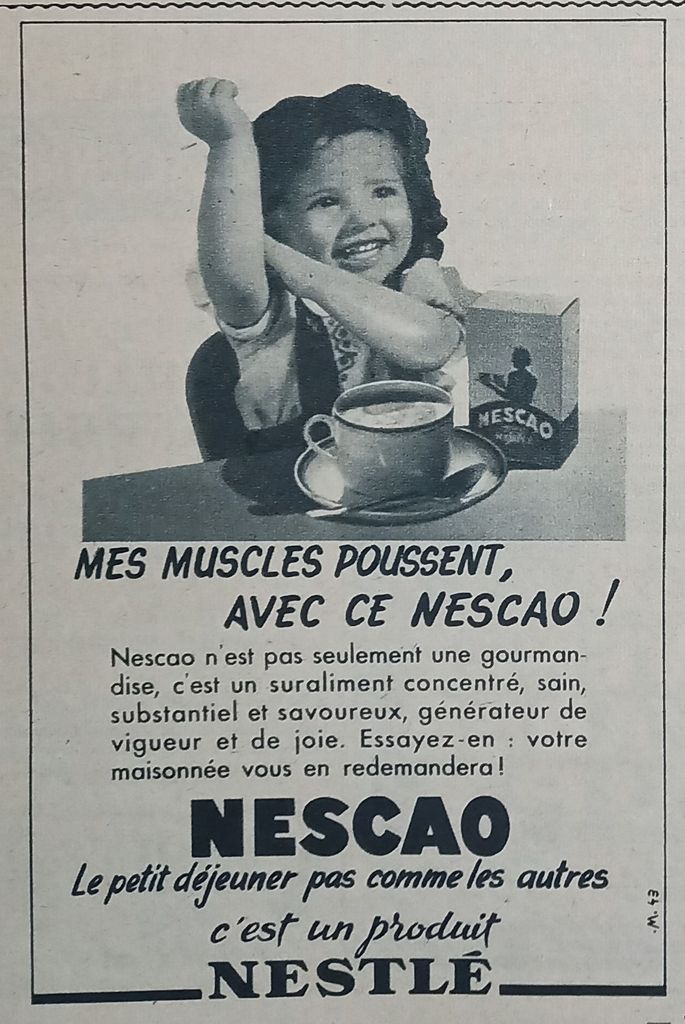 NESCAO
MES MUSCLES POUSSENT,
AVEC CE NESCAO !
Nescao n'est pas seulement une gourman-
dise, c'est un suraliment concentré, sain,
substantiel et savoureux, générateur de
vigueur et de joie. Essayez-en : votre
maisonnée vous en redemandera !
NESCAO
Le petit déjeuner pas comme les autres
c'est un produit
NESTLÉ
W. 43